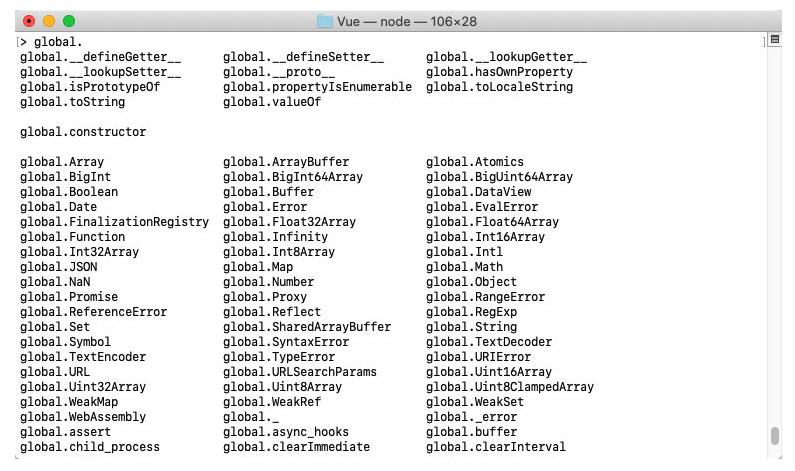 Vue — node — 106×28
[> global.
global.__defineGetter__ global.__defineSetter__ global.__lookupGetter__
global.__lookupSetter__ global.__proto__ global.hasOwnProperty
global.isPrototypeOf global.propertyIsEnumerable global.toLocaleString
global.toString global.valueOf
global.constructor
global.Array global.ArrayBuffer global.Atomics
global.BigInt global.BigInt64Array global.BigUint64Array
global.Boolean global.Buffer global.DataView
global.Date global.Error global.EvalError
global.FinalizationRegistry global.Float32Array global.Float64Array
global.Function global.Infinity global.Int16Array
global.Int32Array global.Int8Array global.Intl
global.JSON global.Map global.Math
global.NaN global.Number global.Object
global.Promise global.Proxy global.RangeError
global.ReferenceError global.Reflect global.RegExp
global.Set global.SharedArrayBuffer global.String
global.Symbol global.SyntaxError global.TextDecoder
global.TextEncoder global.TypeError global.URIError
global.URL global.URLSearchParams global.Uint16Array
global.Uint32Array global.Uint8Array global.Uint8ClampedArray
global.WeakMap global.WeakRef global.WeakSet
global.WebAssembly global._ global._error
global.assert global.async_hooks global.buffer
global.child_process global.clearImmediate global.clearInterval